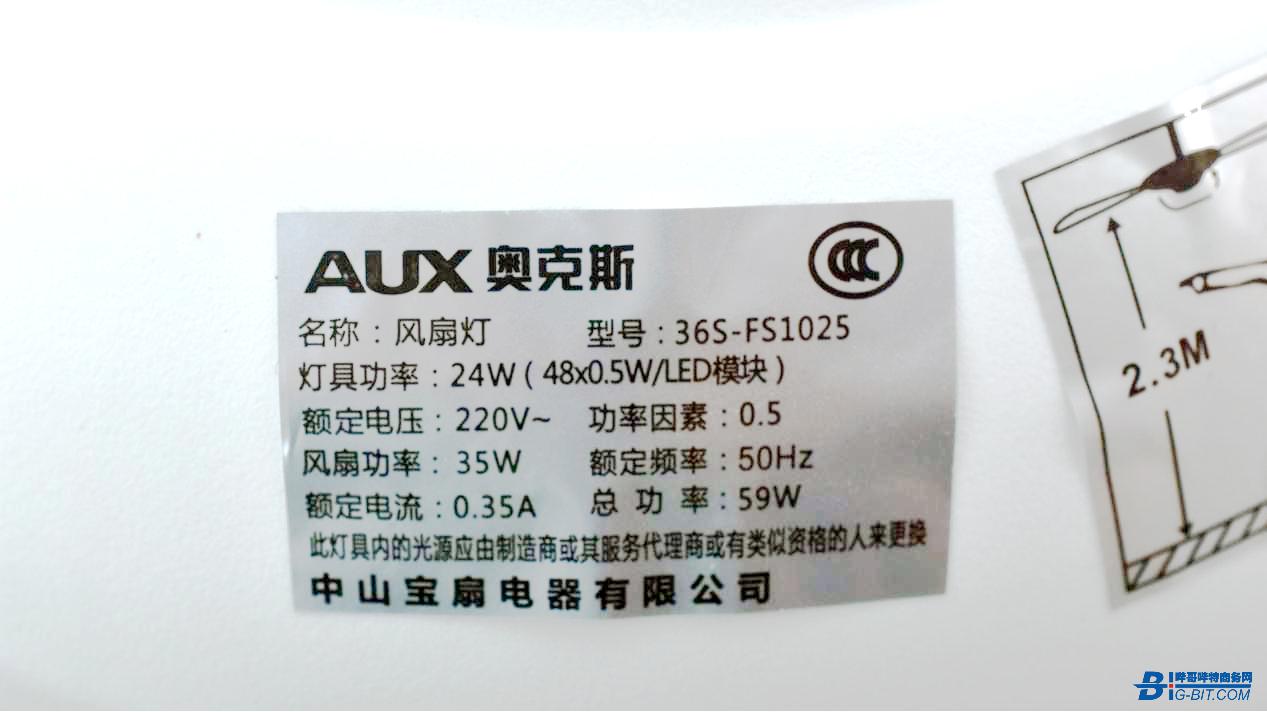 AUX 奥克斯
名称：风扇灯 型号：36S-FS1025
灯具功率：24W（48x0.5W/LED模块）
额定电压：220V~ 功率因素：0.5
风扇功率：35W 额定频率：50Hz
额定电流：0.35A 总功率：59W
此灯具内的光源应由制造商或其服务代理商或有类似资格的人来更换
中山宝扇电器有限公司
2.3M
哔哥哔特商务网
BIG-BIT.COM